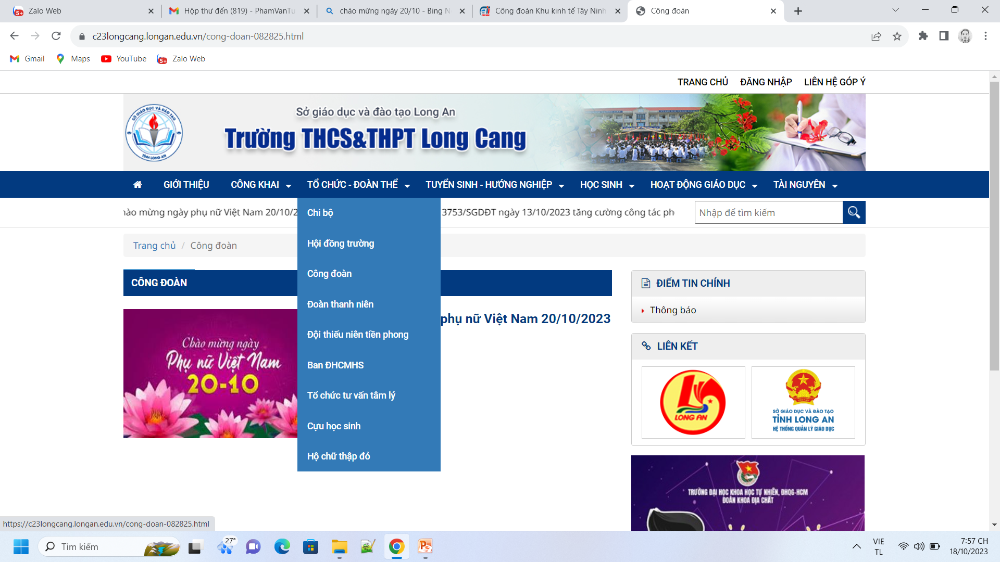 Zalo Web
Hộp thư đến (819) - PhamVanTu
chào mừng ngày 20/10 - Bing N
Công đoàn Khu kinh tế Tây Ninh
Công đoàn
c23longcang.longan.edu.vn/cong-doan-082825.html
Gmail
Maps
YouTube
5+ Zalo Web
TRANG CHỦ ĐĂNG NHẬP LIÊN HỆ GÓP Ý
SỞ GIÁO DỤC VÀ ĐÀO TẠO
TỈNH LONG AN
Sở giáo dục và đào tạo Long An
Trường THCS&THPT Long Cang
GIỚI THIỆU CÔNG KHAI TỔ CHỨC - ĐOÀN THỂ TUYỂN SINH - HƯỚNG NGHIỆP HỌC SINH HOẠT ĐỘNG GIÁO DỤC TÀI NGUYÊN
hào mừng ngày phụ nữ Việt Nam 20/10/2
3753/SGDĐT ngày 13/10/2023 tăng cường công tác ph
Nhập để tìm kiếm
Chi bộ
Hội đồng trường
Công đoàn
Đoàn thanh niên
Đội thiếu niên tiền phong
Ban ĐHCMHS
Tổ chức tư vấn tâm lý
Cựu học sinh
Hộ chữ thập đỏ
Trang chủ / Công đoàn
CÔNG ĐOÀN
Chào mừng ngày
Phụ nữ Việt Nam
20-10
phụ nữ Việt Nam 20/10/2023
ĐIỂM TIN CHÍNH
Thông báo
LIÊN KẾT
LONG AN
SỞ GIÁO DỤC VÀ ĐÀO TẠO
TỈNH LONG AN
HỆ THỐNG QUẢN LÝ GIÁO DỤC
TRƯỜNG ĐẠI HỌC KHOA HỌC TỰ NHIÊN, ĐHQG-HCM
ĐOÀN KHOA ĐỊA CHẤT
https://c23longcang.longan.edu.vn/cong-doan-082825.html
Tìm kiếm
27°
VIE
TL
7:57 CH
18/10/2023